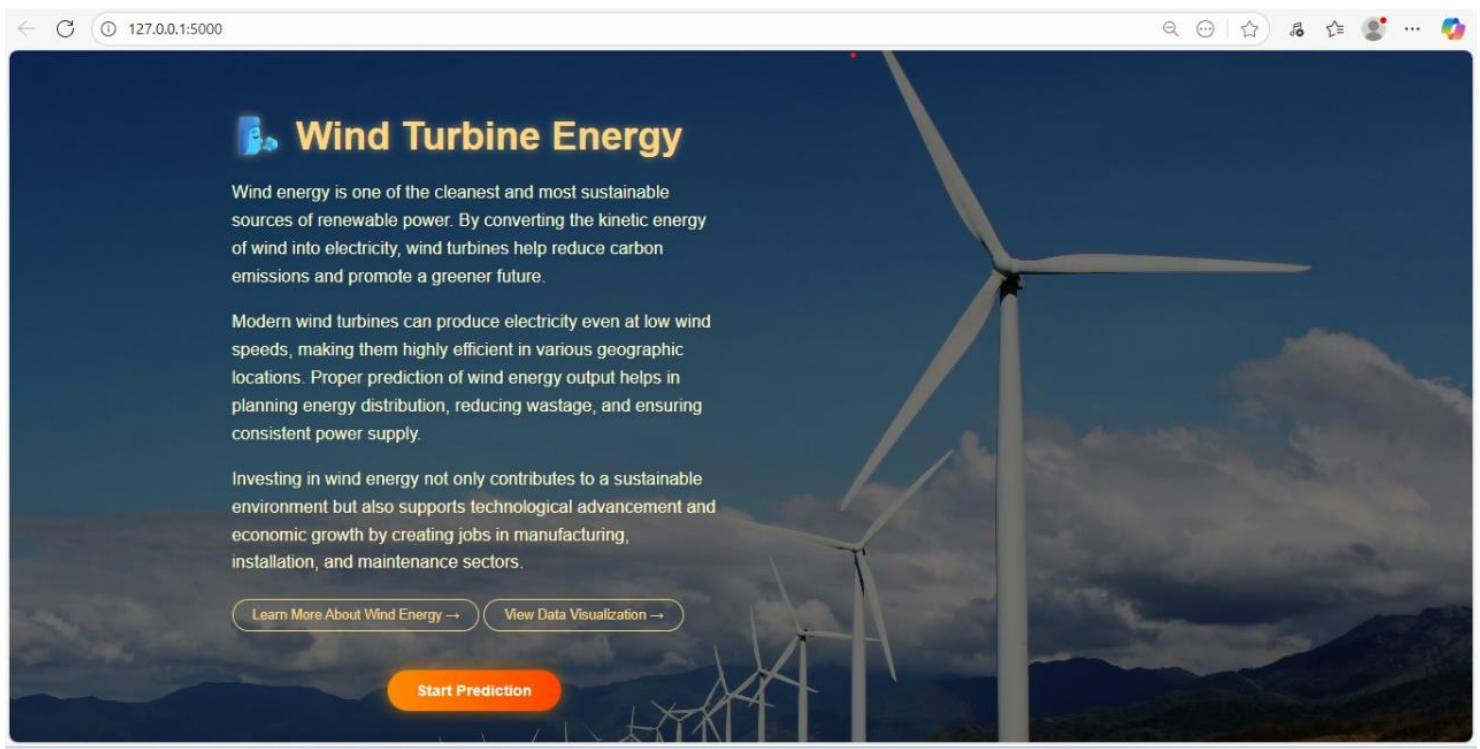 127.0.0.1:5000
Wind Turbine Energy
Wind energy is one of the cleanest and most sustainable
sources of renewable power. By converting the kinetic energy
of wind into electricity, wind turbines help reduce carbon
emissions and promote a greener future.
Modern wind turbines can produce electricity even at low wind
speeds, making them highly efficient in various geographic
locations. Proper prediction of wind energy output helps in
planning energy distribution, reducing wastage, and ensuring
consistent power supply.
Investing in wind energy not only contributes to a sustainable
environment but also supports technological advancement and
economic growth by creating jobs in manufacturing,
installation, and maintenance sectors.
Learn More About Wind Energy → View Data Visualization →
Start Prediction